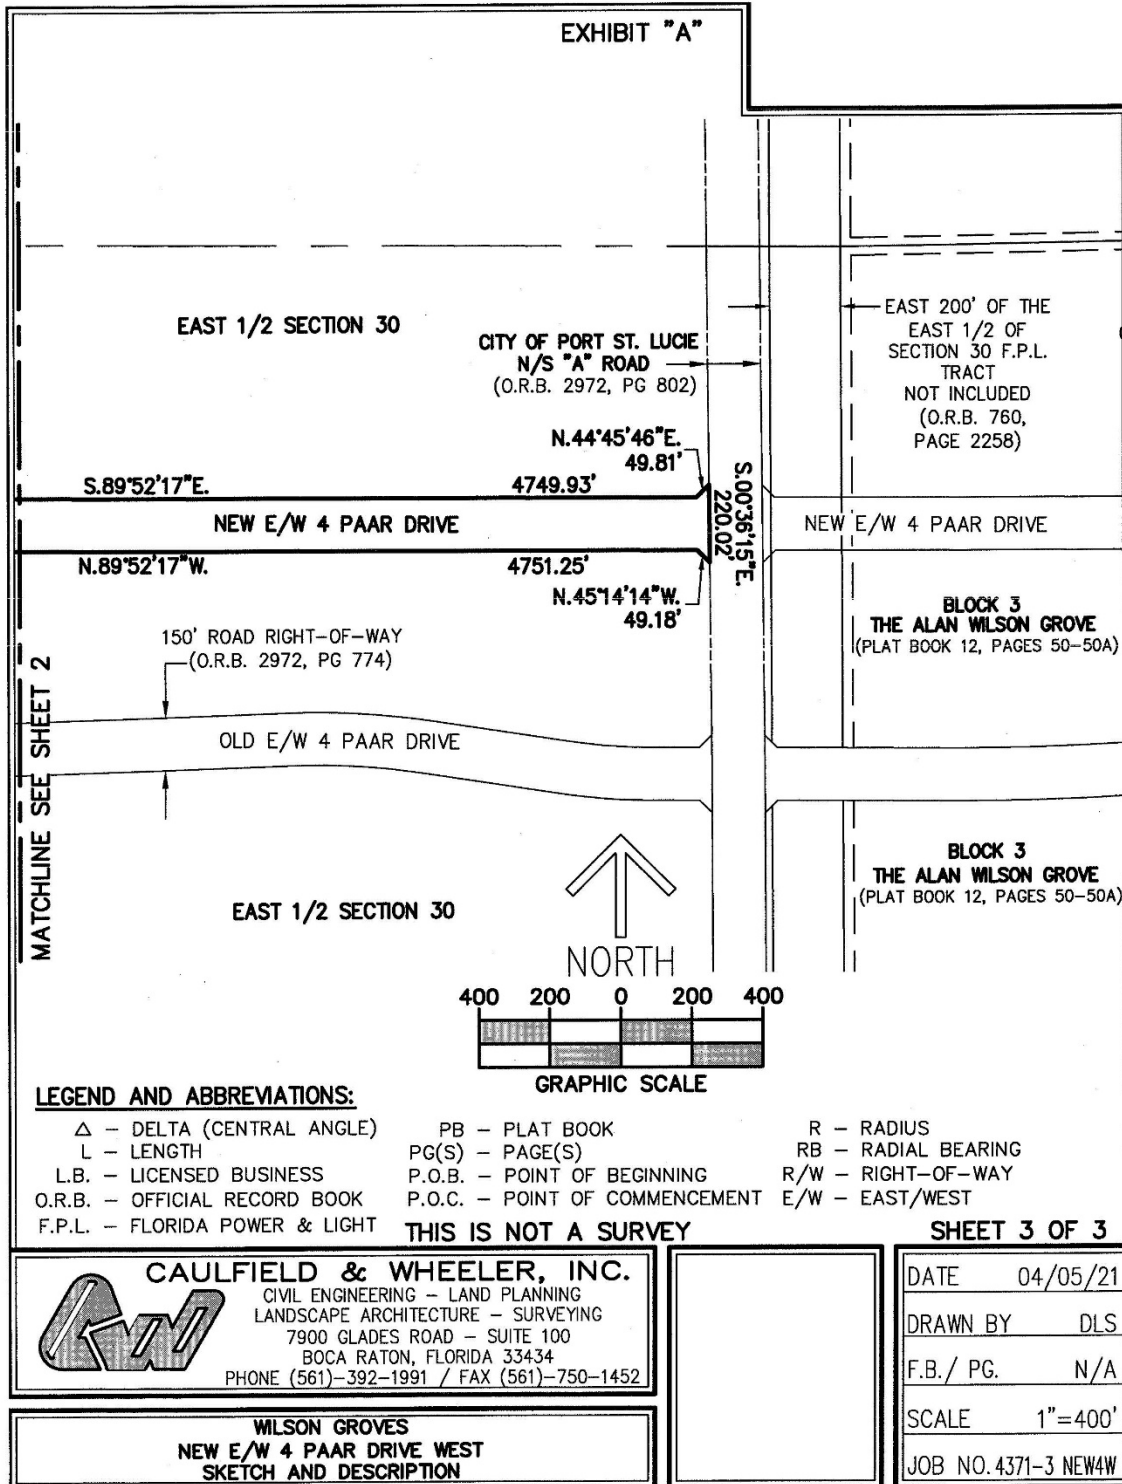 EXHIBIT "A"
EAST 1/2 SECTION 30
CITY OF PORT ST. LUCIE
N/S "A" ROAD
(O.R.B. 2972, PG 802)
EAST 200' OF THE
EAST 1/2 OF
SECTION 30 F.P.L.
TRACT
NOT INCLUDED
(O.R.B. 760,
PAGE 2258)
N.44°45'46"E.
49.81'
S.89°52'17"E.
4749.93'
S.00°36'15"E.
220.02'
NEW E/W 4 PAAR DRIVE
NEW E/W 4 PAAR DRIVE
N.89°52'17"W.
4751.25'
N.45°14'14"W.
49.18'
BLOCK 3
THE ALAN WILSON GROVE
(PLAT BOOK 12, PAGES 50-50A)
150' ROAD RIGHT-OF-WAY
(O.R.B. 2972, PG 774)
OLD E/W 4 PAAR DRIVE
MATCHLINE SEE SHEET 2
BLOCK 3
THE ALAN WILSON GROVE
(PLAT BOOK 12, PAGES 50-50A)
EAST 1/2 SECTION 30
NORTH
400 200 0 200 400
GRAPHIC SCALE
LEGEND AND ABBREVIATIONS:
Δ - DELTA (CENTRAL ANGLE)
L - LENGTH
L.B. - LICENSED BUSINESS
O.R.B. - OFFICIAL RECORD BOOK
F.P.L. - FLORIDA POWER & LIGHT
PB - PLAT BOOK
PG(S) - PAGE(S)
P.O.B. - POINT OF BEGINNING
P.O.C. - POINT OF COMMENCEMENT
R - RADIUS
RB - RADIAL BEARING
R/W - RIGHT-OF-WAY
E/W - EAST/WEST
THIS IS NOT A SURVEY
SHEET 3 OF 3
CAULFIELD & WHEELER, INC.
CIVIL ENGINEERING - LAND PLANNING
LANDSCAPE ARCHITECTURE - SURVEYING
7900 GLADES ROAD - SUITE 100
BOCA RATON, FLORIDA 33434
PHONE (561)-392-1991 / FAX (561)-750-1452
WILSON GROVES
NEW E/W 4 PAAR DRIVE WEST
SKETCH AND DESCRIPTION
DATE 04/05/21
DRAWN BY DLS
F.B./ PG. N/A
SCALE 1"=400'
JOB NO. 4371-3 NEW4W